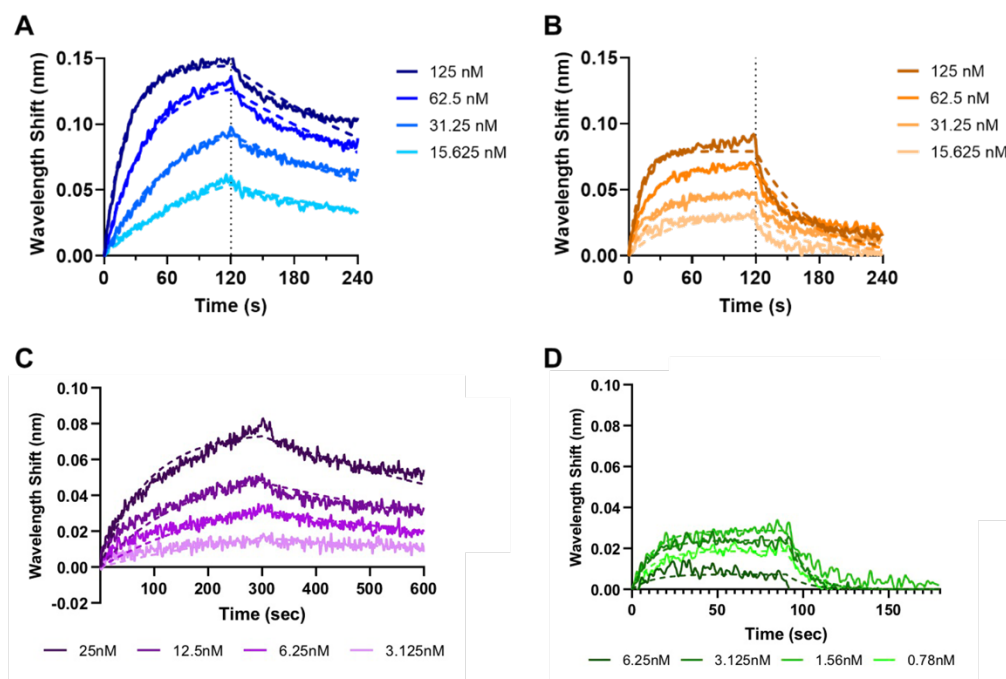 A
Wavelength Shift (nm)
0.15
0.10
0.05
0.00
0 60 120 180 240
Time (s)
125 nM
62.5 nM
31.25 nM
15.625 nM
B
Wavelength Shift (nm)
0.15
0.10
0.05
0.00
0 60 120 180 240
Time (s)
125 nM
62.5 nM
31.25 nM
15.625 nM
C
Wavelength Shift (nm)
0.10
0.08
0.06
0.04
0.02
0.00
-0.02
100 200 300 400 500 600
Time (sec)
25nM 12.5nM 6.25nM 3.125nM
D
Wavelength Shift (nm)
0.10
0.08
0.06
0.04
0.02
0.00
0 50 100 150
Time (sec)
6.25nM 3.125nM 1.56nM 0.78nM